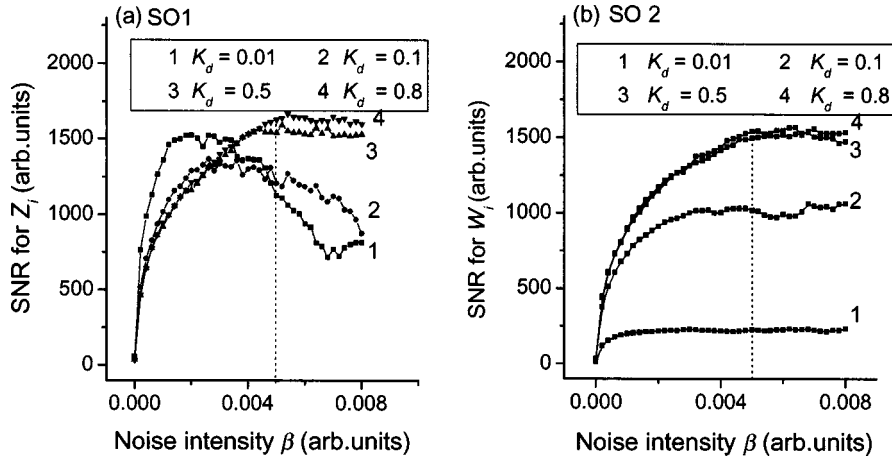 (a) SO1
1 K_d = 0.01 2 K_d = 0.1
3 K_d = 0.5 4 K_d = 0.8
SNR for Z_i (arb.units)
2000
1500
1000
500
0
4
3
2
1
0.000 0.004 0.008
Noise intensity β (arb.units)
(b) SO 2
1 K_d = 0.01 2 K_d = 0.1
3 K_d = 0.5 4 K_d = 0.8
SNR for W_i (arb.units)
2000
1500
1000
500
0
4
3
2
1
0.000 0.004 0.008
Noise intensity β (arb.units)